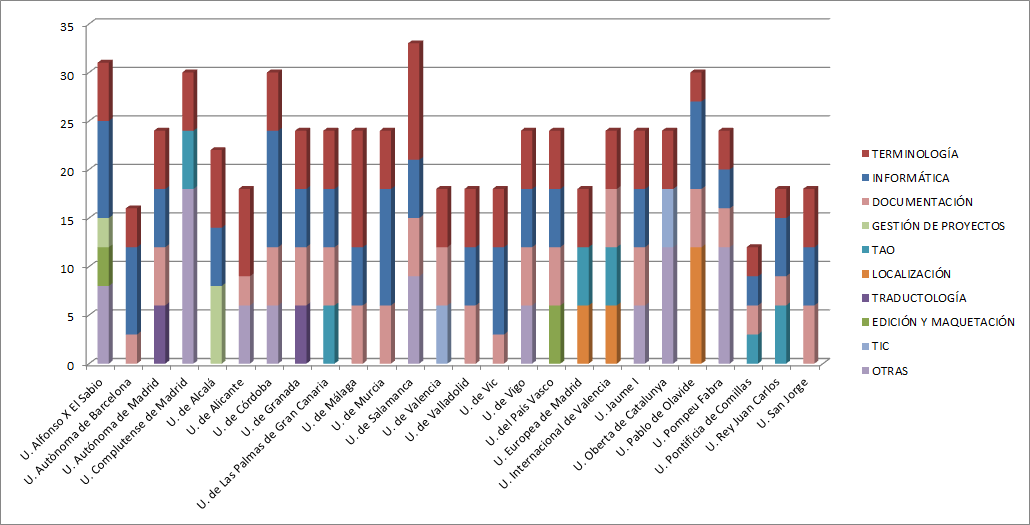 35
30
25
20
15
10
5
0
U. Alfonso X El Sabio
U. Autònoma de Barcelona
U. Autónoma de Madrid
U. Complutense de Madrid
U. de Alcalá
U. de Alicante
U. de Córdoba
U. de Granada
U. de Las Palmas de Gran Canaria
U. de Málaga
U. de Murcia
U. de Salamanca
U. de Valencia
U. de Valladolid
U. de Vic
U. de Vigo
U. del País Vasco
U. Europea de Madrid
U. Internacional de Valencia
U. Jaume I
U. Oberta de Catalunya
U. Pablo de Olavide
U. Pompeu Fabra
U. Pontificia de Comillas
U. Rey Juan Carlos
U. San Jorge
TERMINOLOGÍA
INFORMÁTICA
DOCUMENTACIÓN
GESTIÓN DE PROYECTOS
TAO
LOCALIZACIÓN
TRADUCTOLOGÍA
EDICIÓN Y MAQUETACIÓN
TIC
OTRAS